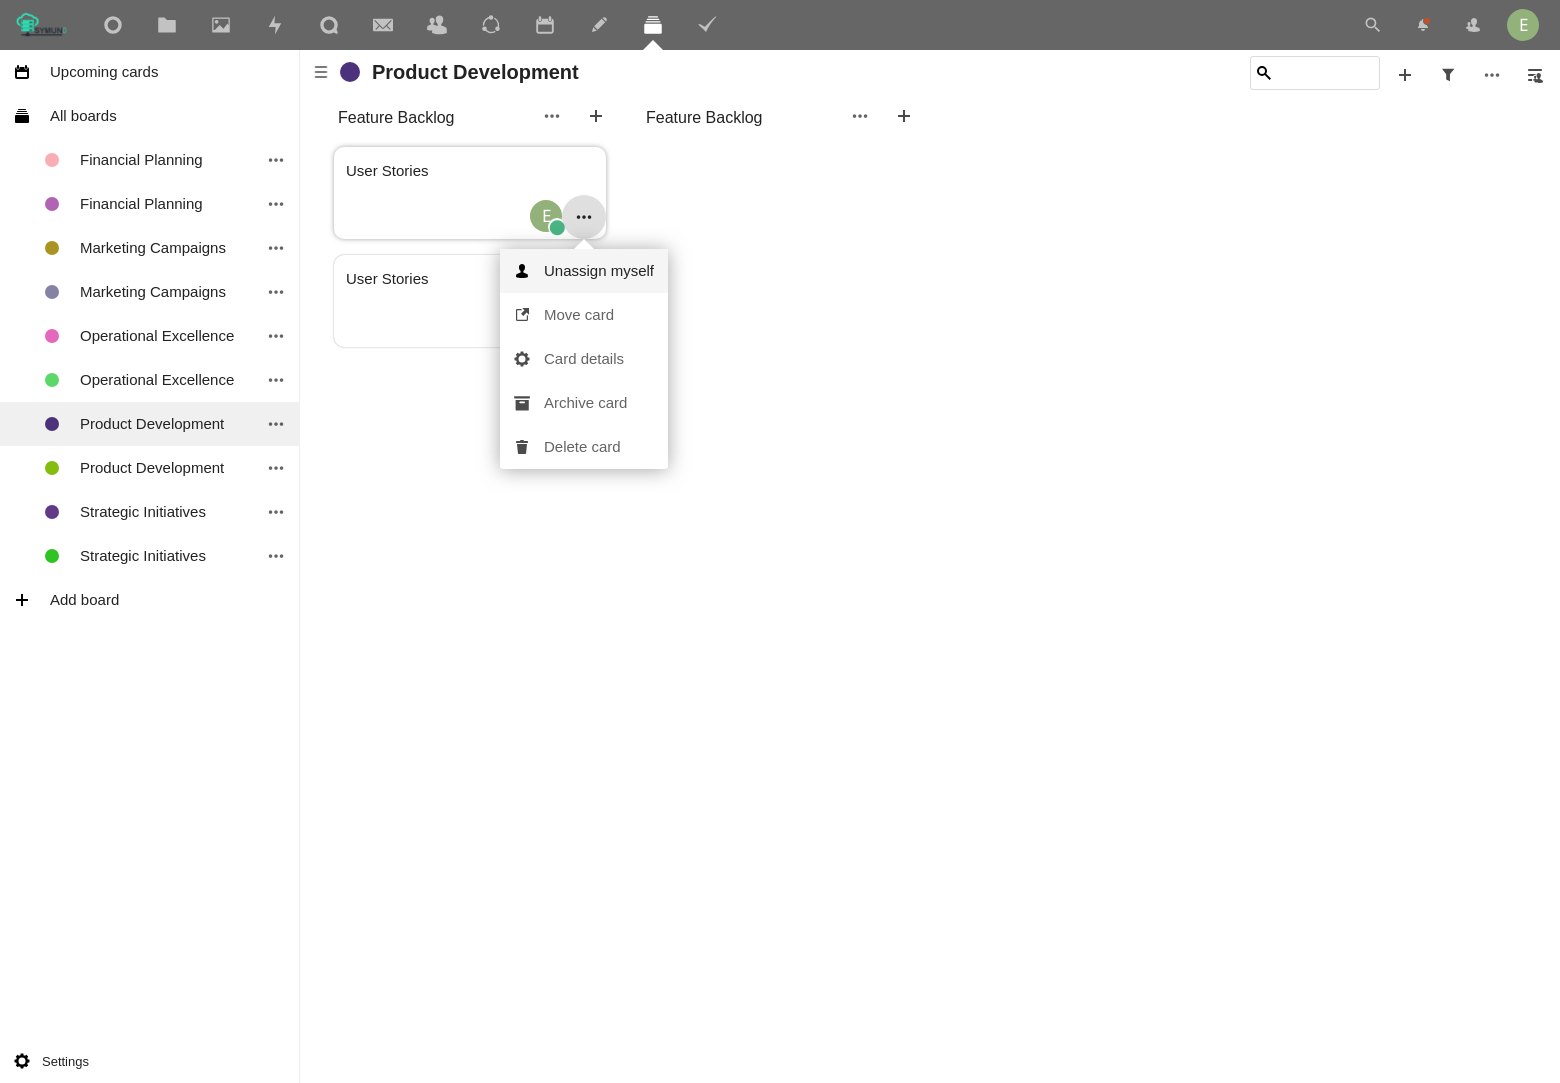 E
Upcoming cards
All boards
Financial Planning
Financial Planning
Marketing Campaigns
Marketing Campaigns
Operational Excellence
Operational Excellence
Product Development
Product Development
Strategic Initiatives
Strategic Initiatives
Add board
Settings
Product Development
Feature Backlog
Feature Backlog
User Stories
E
User Stories
Unassign myself
Move card
Card details
Archive card
Delete card